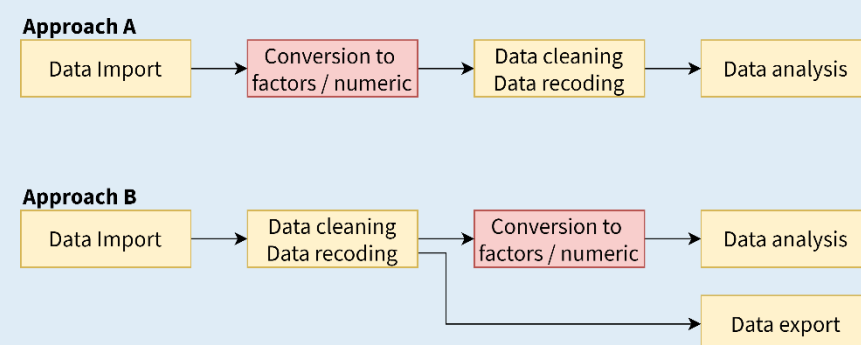 Approach A
Data Import
Conversion to
factors / numeric
Data cleaning
Data recoding
Data analysis
Approach B
Data Import
Data cleaning
Data recoding
Conversion to
factors / numeric
Data analysis
Data export